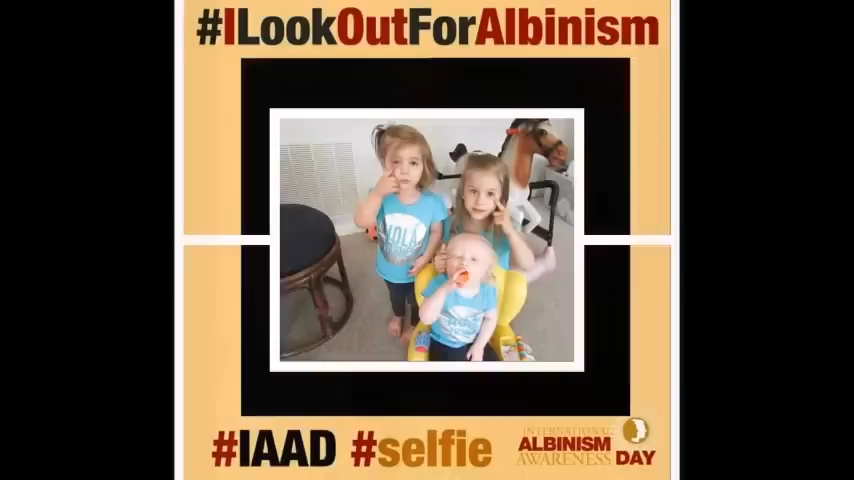 #ILookOutForAlbinism
#IAAD #selfie
INTERNATIONAL
ALBINISM
AWARENESS DAY